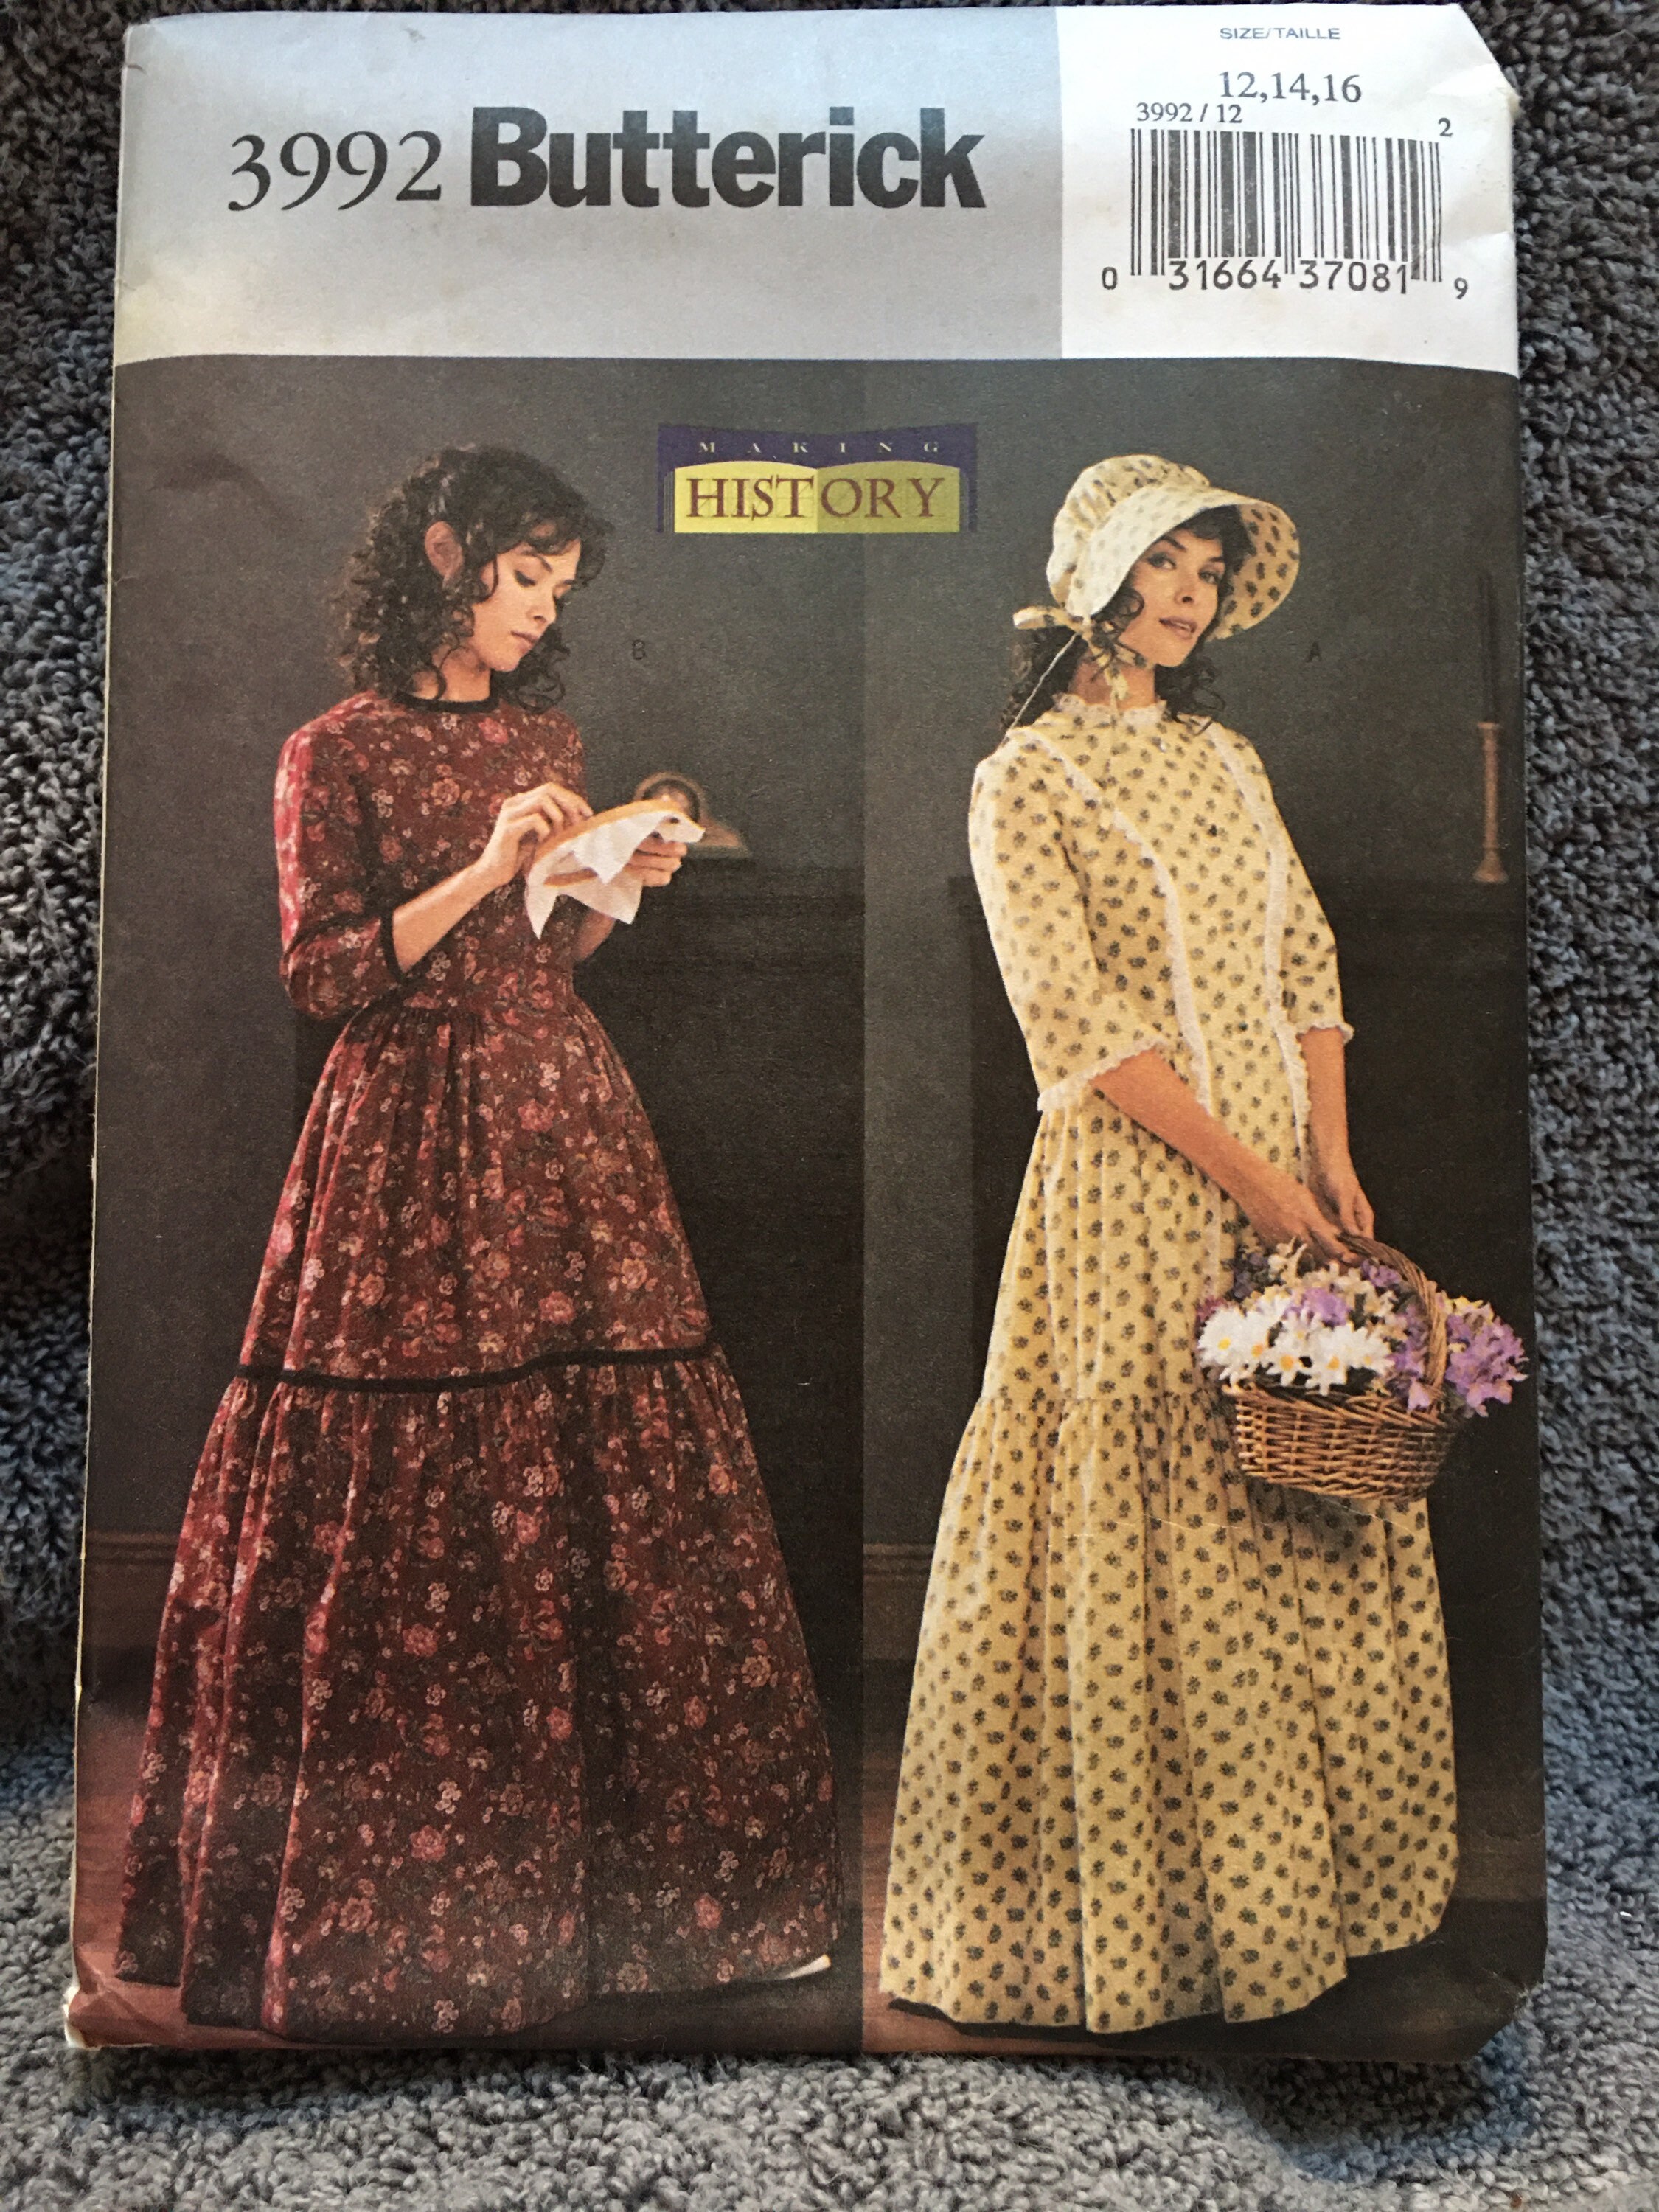 SIZE/TAILLE
12,14,16
3992 / 12
2
3992 Butterick
0 31664 37081 9
MAKING
HISTORY
B
A